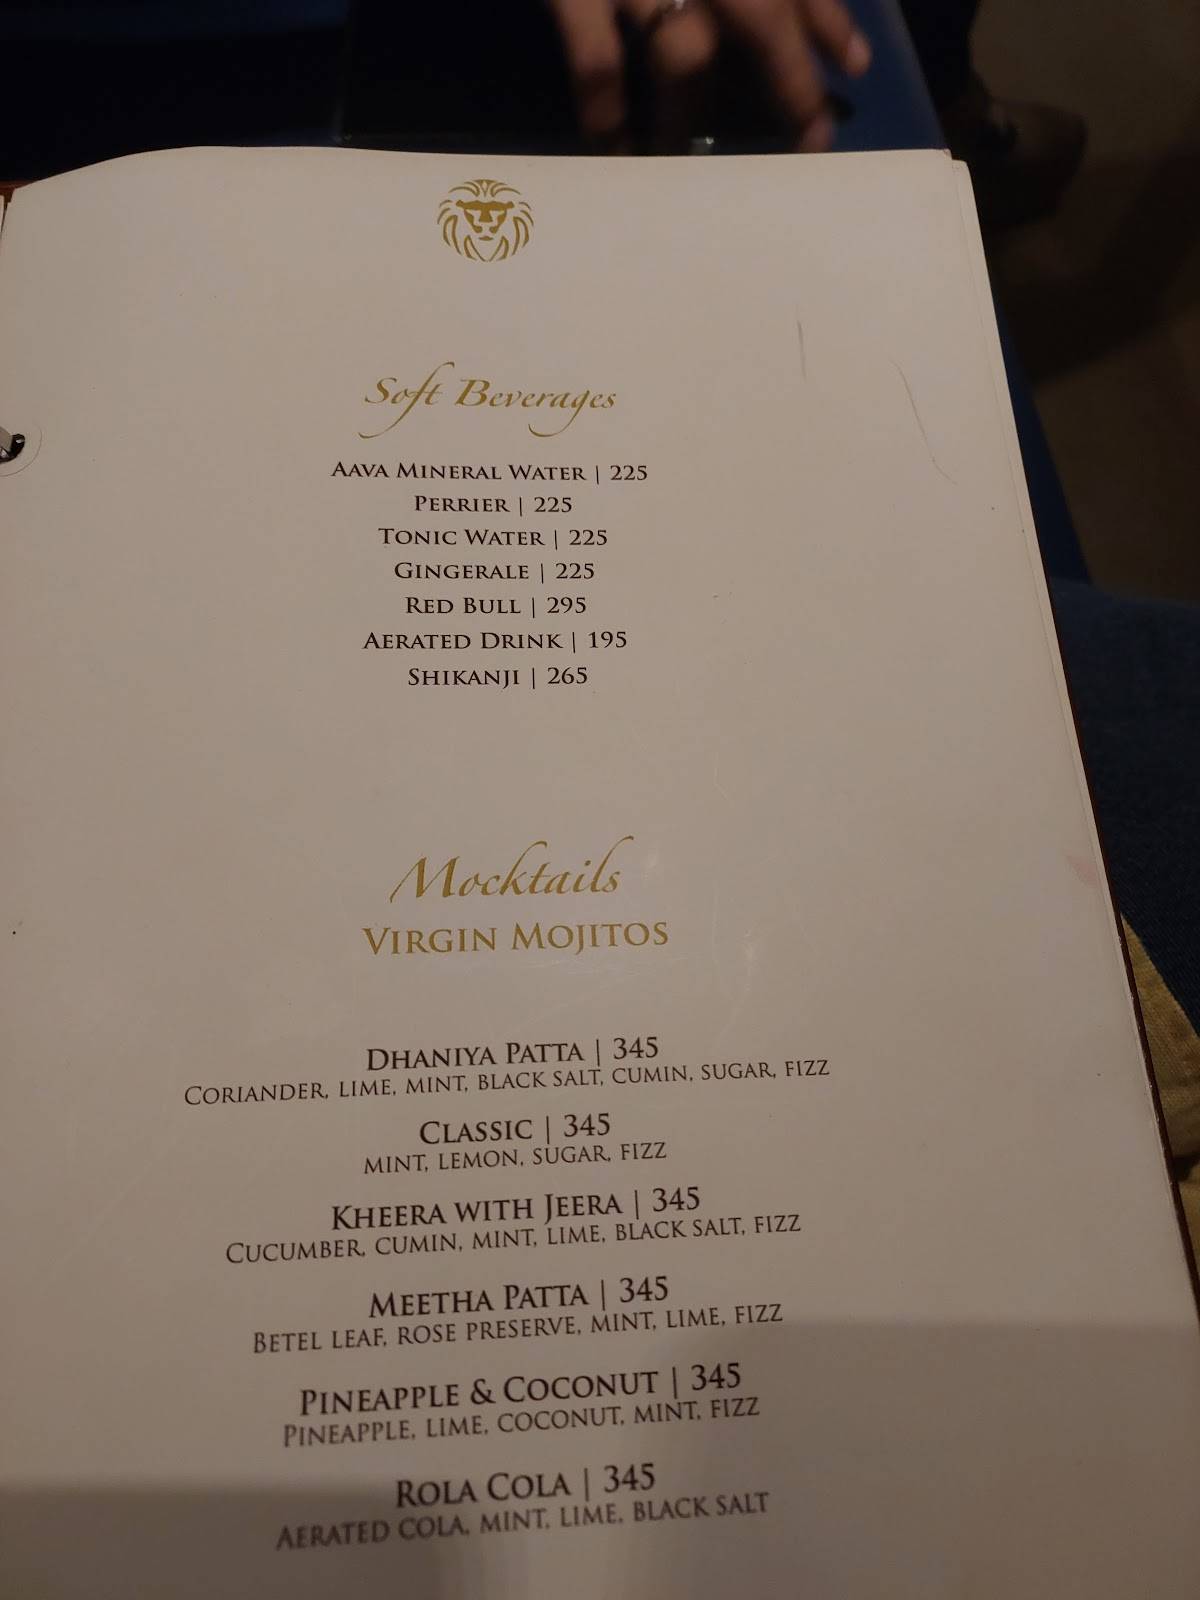 Soft Beverages
Aava Mineral Water | 225
Perrier | 225
Tonic Water | 225
Gingerale | 225
Red Bull | 295
Aerated Drink | 195
Shikanji | 265
Mocktails
Virgin Mojitos
Dhaniya Patta | 345
Coriander, lime, mint, black salt, cumin, sugar, fizz
Classic | 345
mint, lemon, sugar, fizz
Kheera with Jeera | 345
Cucumber, cumin, mint, lime, black salt, fizz
Meetha Patta | 345
Betel leaf, rose preserve, mint, lime, fizz
Pineapple & Coconut | 345
Pineapple, lime, coconut, mint, fizz
Rola Cola | 345
Aerated cola, mint, lime, black salt